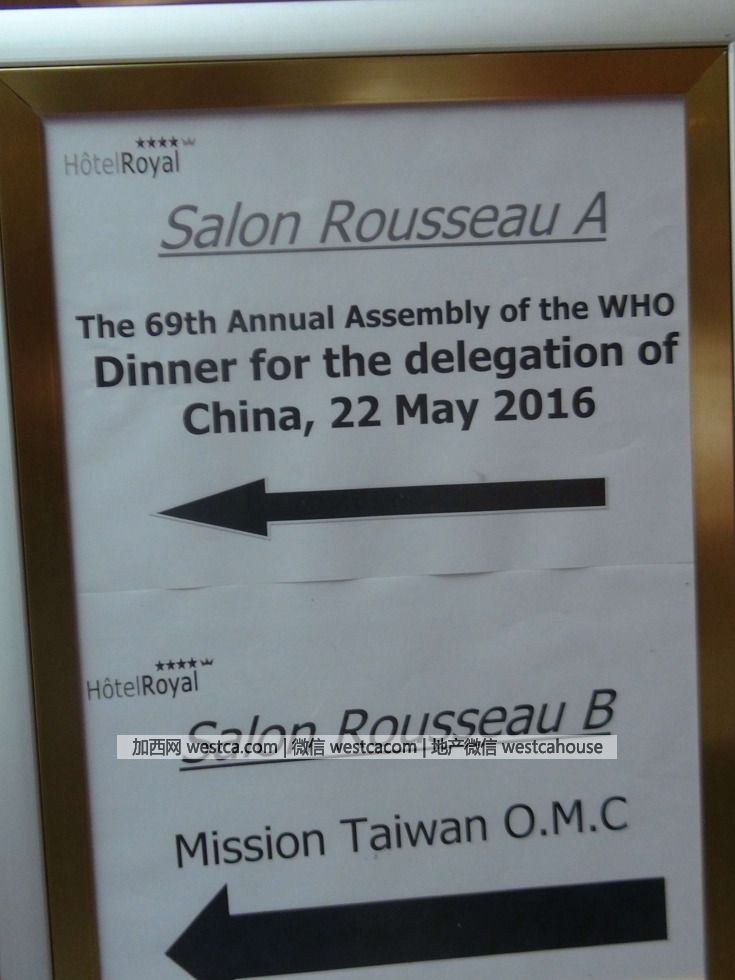 HôtelRoyal
Salon Rousseau A
The 69th Annual Assembly of the WHO
Dinner for the delegation of
China, 22 May 2016
HôtelRoyal
Salon Rousseau B
加西网 westca.com | 微信 westcacom | 地产微信 westcahouse
Mission Taiwan O.M.C